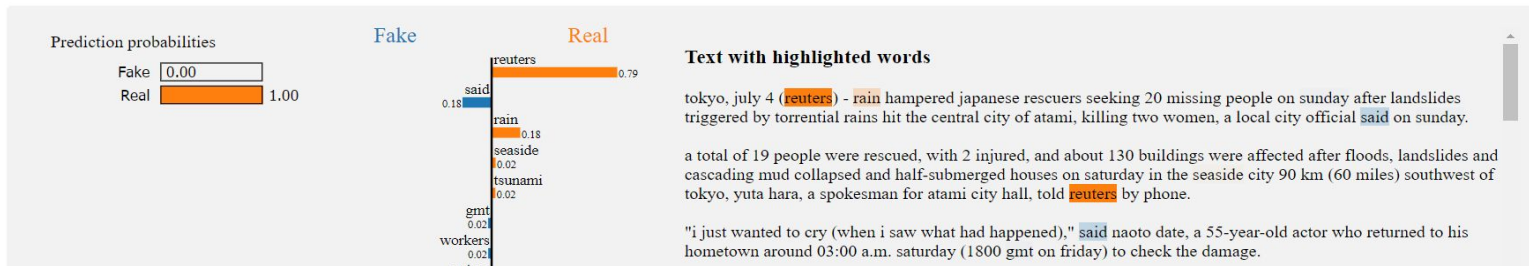 Prediction probabilities
Fake 0.00
Real 1.00
Fake Real
reuters
0.79
said
0.18
rain
0.18
seaside
0.02
tsunami
0.02
gmt
0.02
workers
0.02
Text with highlighted words
tokyo, july 4 (reuters) - rain hampered japanese rescuers seeking 20 missing people on sunday after landslides
triggered by torrential rains hit the central city of atami, killing two women, a local city official said on sunday.
a total of 19 people were rescued, with 2 injured, and about 130 buildings were affected after floods, landslides and
cascading mud collapsed and half-submerged houses on saturday in the seaside city 90 km (60 miles) southwest of
tokyo, yuta hara, a spokesman for atami city hall, told reuters by phone.
"i just wanted to cry (when i saw what had happened)," said naoto date, a 55-year-old actor who returned to his
hometown around 03:00 a.m. saturday (1800 gmt on friday) to check the damage.